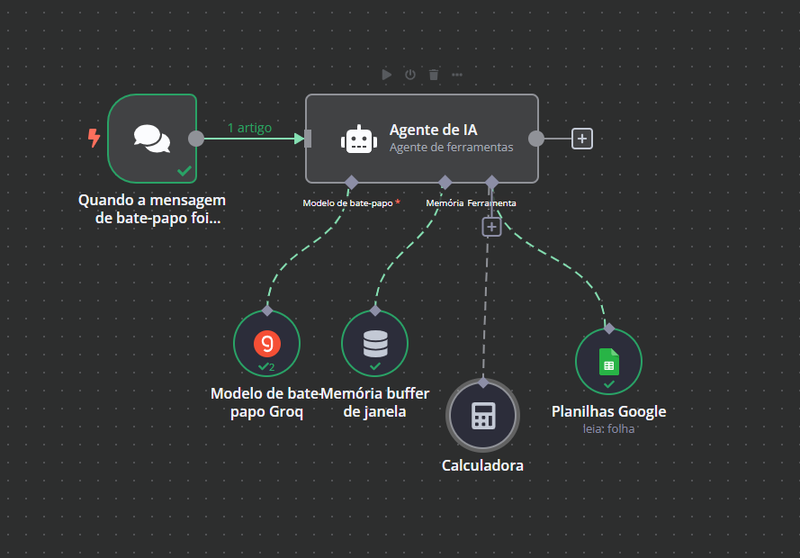 1 artigo
Agente de IA
Agente de ferramentas
Quando a mensagem
de bate-papo foi...
Modelo de bate-papo *
Memória
Ferramenta
2
Modelo de bate-
papo Groq
Memória buffer
de janela
Calculadora
Planilhas Google
leia: folha